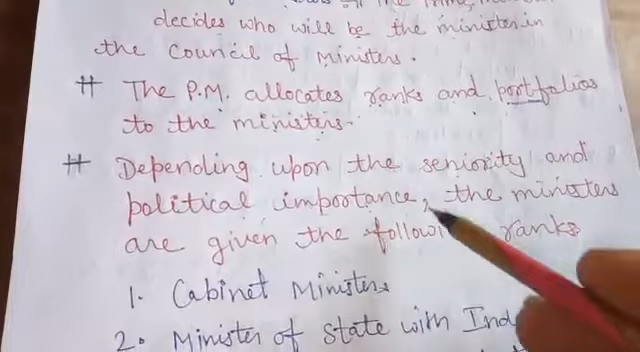 decides who will be the minister in
the Council of Ministers.
# The P.M. allocates ranks and portfolios
to the ministers.
# Depending upon the seniority and
political importance, the ministers
are given the ranks
1. Cabinet Ministers
2. Minister of State with